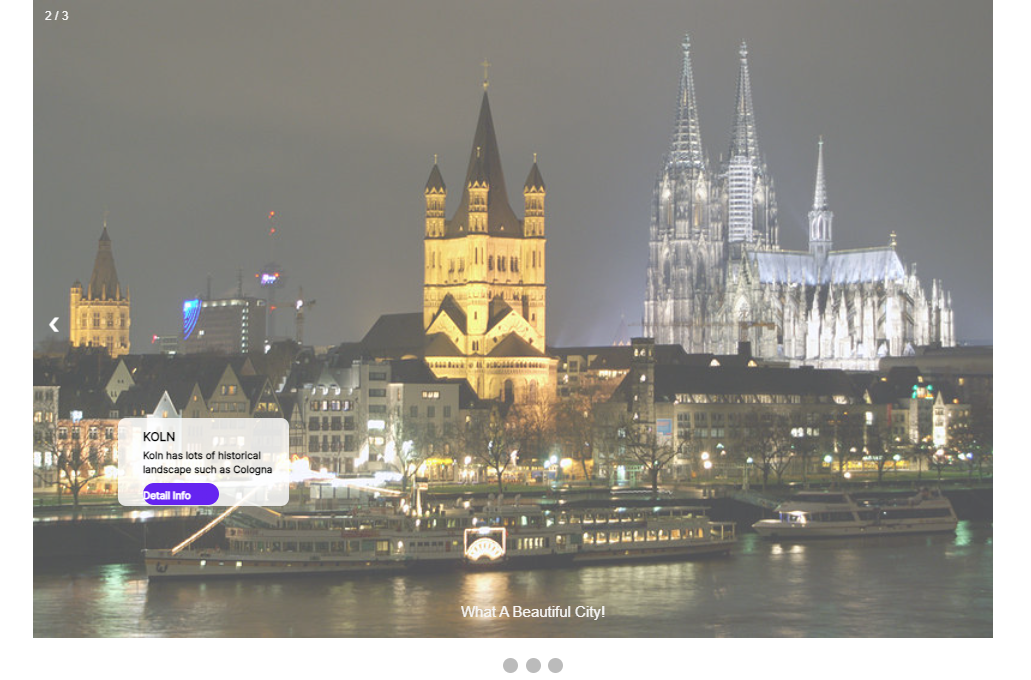 2 / 3
‹
KOLN
Koln has lots of historical
landscape such as Cologna
Detail Info
What A Beautiful City!